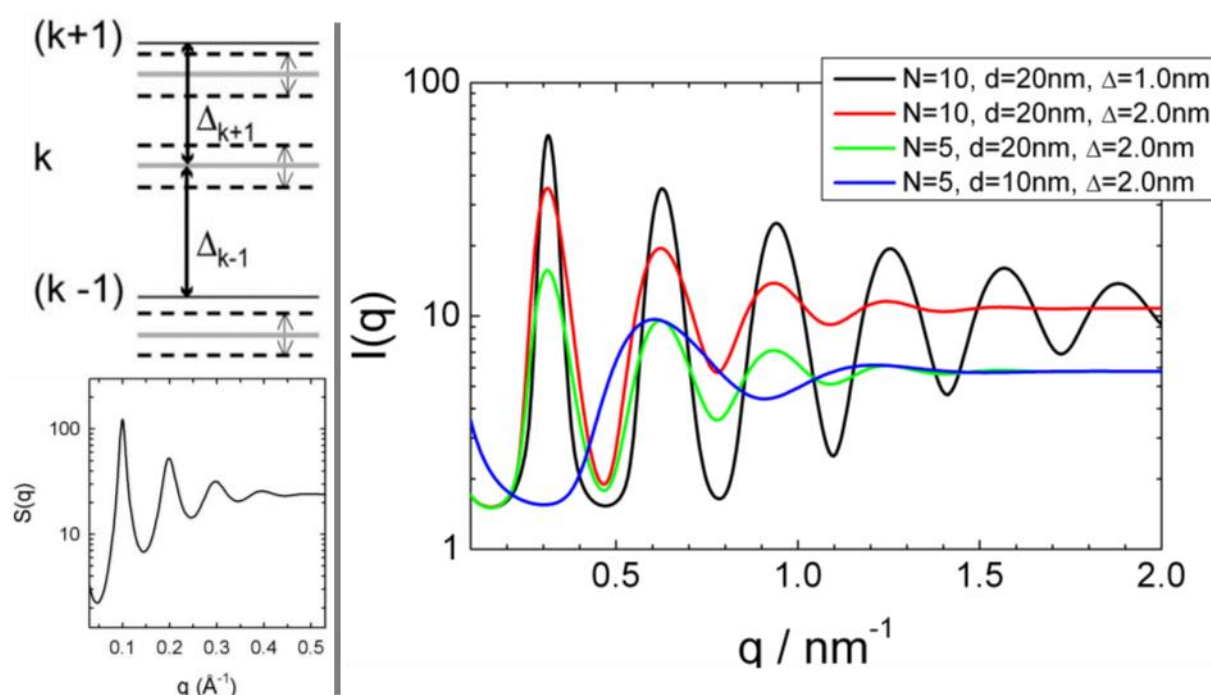 (k+1)
Δk+1
k
Δk-1
(k -1)
100
10
S(q)
0.1 0.2 0.3 0.4 0.5
q (Å-1)
100
10
1
I(q)
0.5 1.0 1.5 2.0
q / nm-1
N=10, d=20nm, Δ=1.0nm
N=10, d=20nm, Δ=2.0nm
N=5, d=20nm, Δ=2.0nm
N=5, d=10nm, Δ=2.0nm